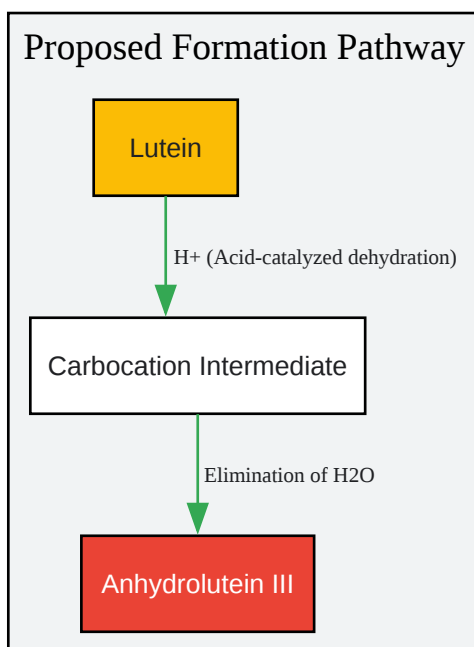 Proposed Formation Pathway
Lutein
H+ (Acid-catalyzed dehydration)
Carbocation Intermediate
Elimination of H2O
Anhydrolutein III